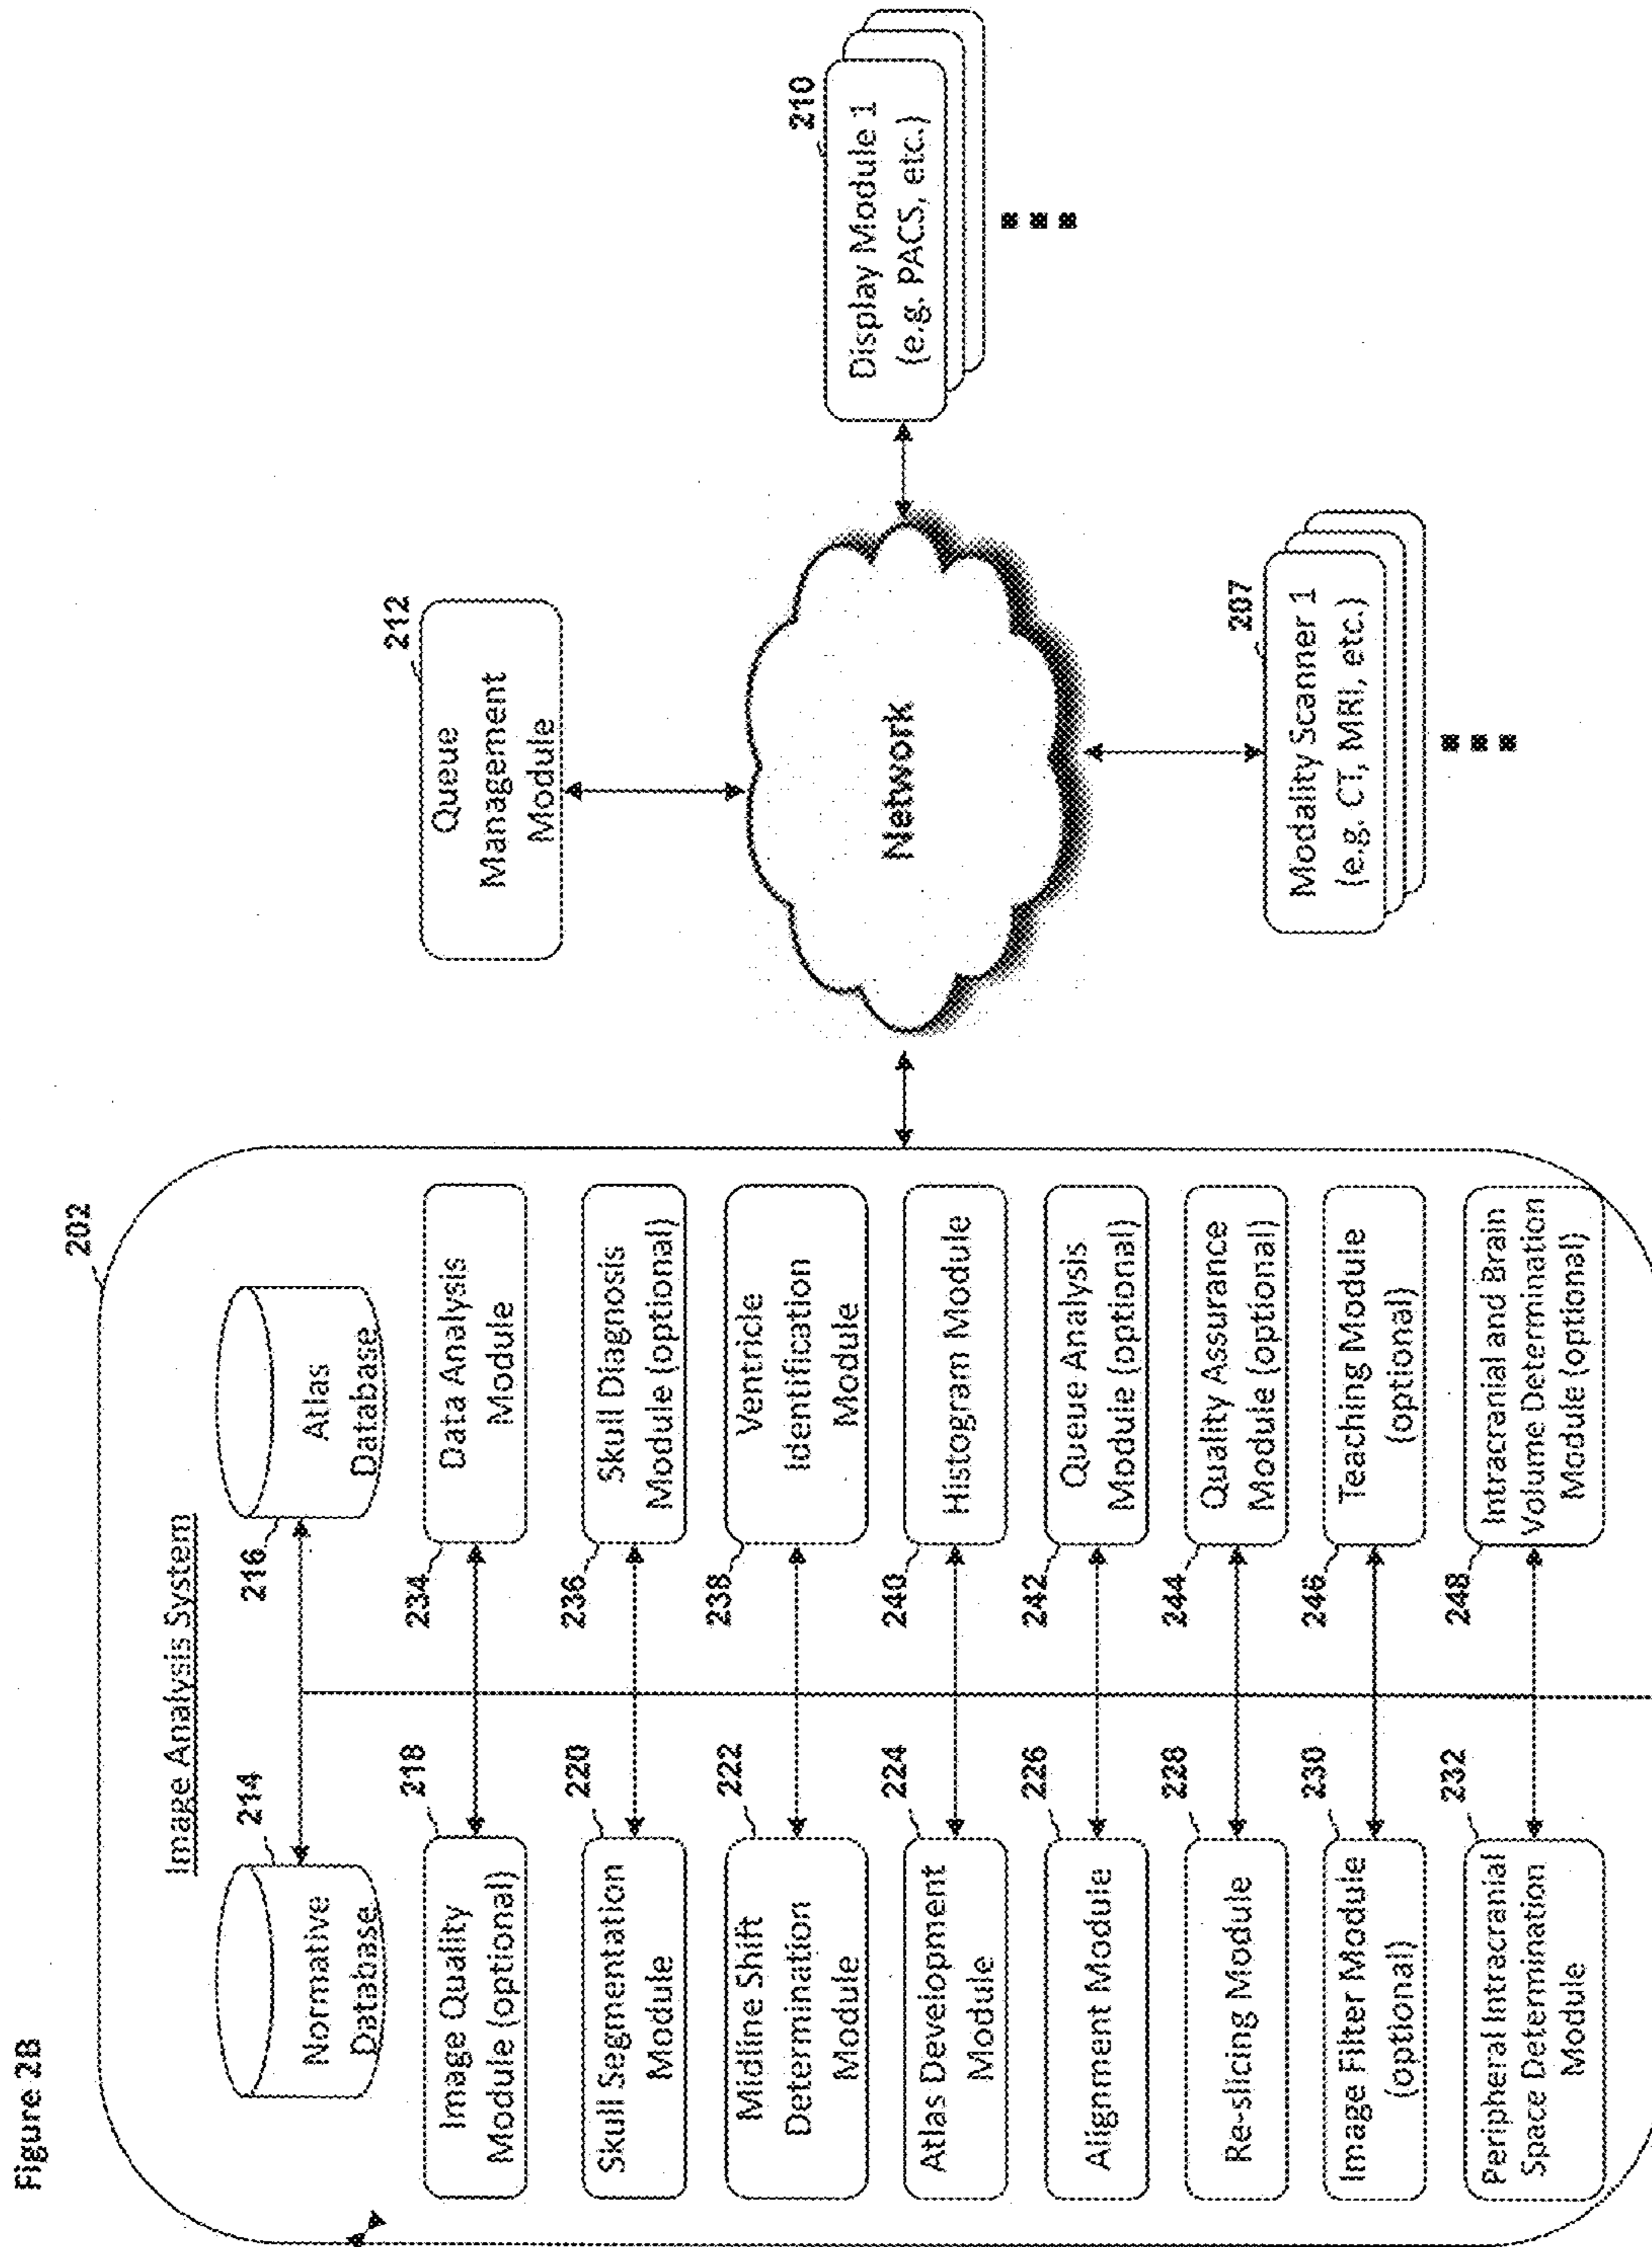 Figure 2B
202
Image Analysis System
214
Normative
Database
216
Atlas
Database
218
Image Quality
Module (optional)
234
Data Analysis
Module
220
Skull Segmentation
Module
236
Skull Diagnosis
Module (optional)
222
Midline Shift
Determination
Module
238
Ventricle
Identification
Module
224
Atlas Development
Module
240
Histogram Module
226
Alignment Module
242
Queue Analysis
Module (optional)
228
Re-slicing Module
244
Quality Assurance
Module (optional)
230
Image Filter Module
(optional)
246
Teaching Module
(optional)
232
Peripheral Intracranial
Space Determination
Module
248
Intracranial and Brain
Volume Determination
Module (optional)
212
Queue
Management
Module
Network
210
Display Module 1
(e.g. PACS, etc.)
207
Modality Scanner 1
(e.g. CT, MRI, etc.)